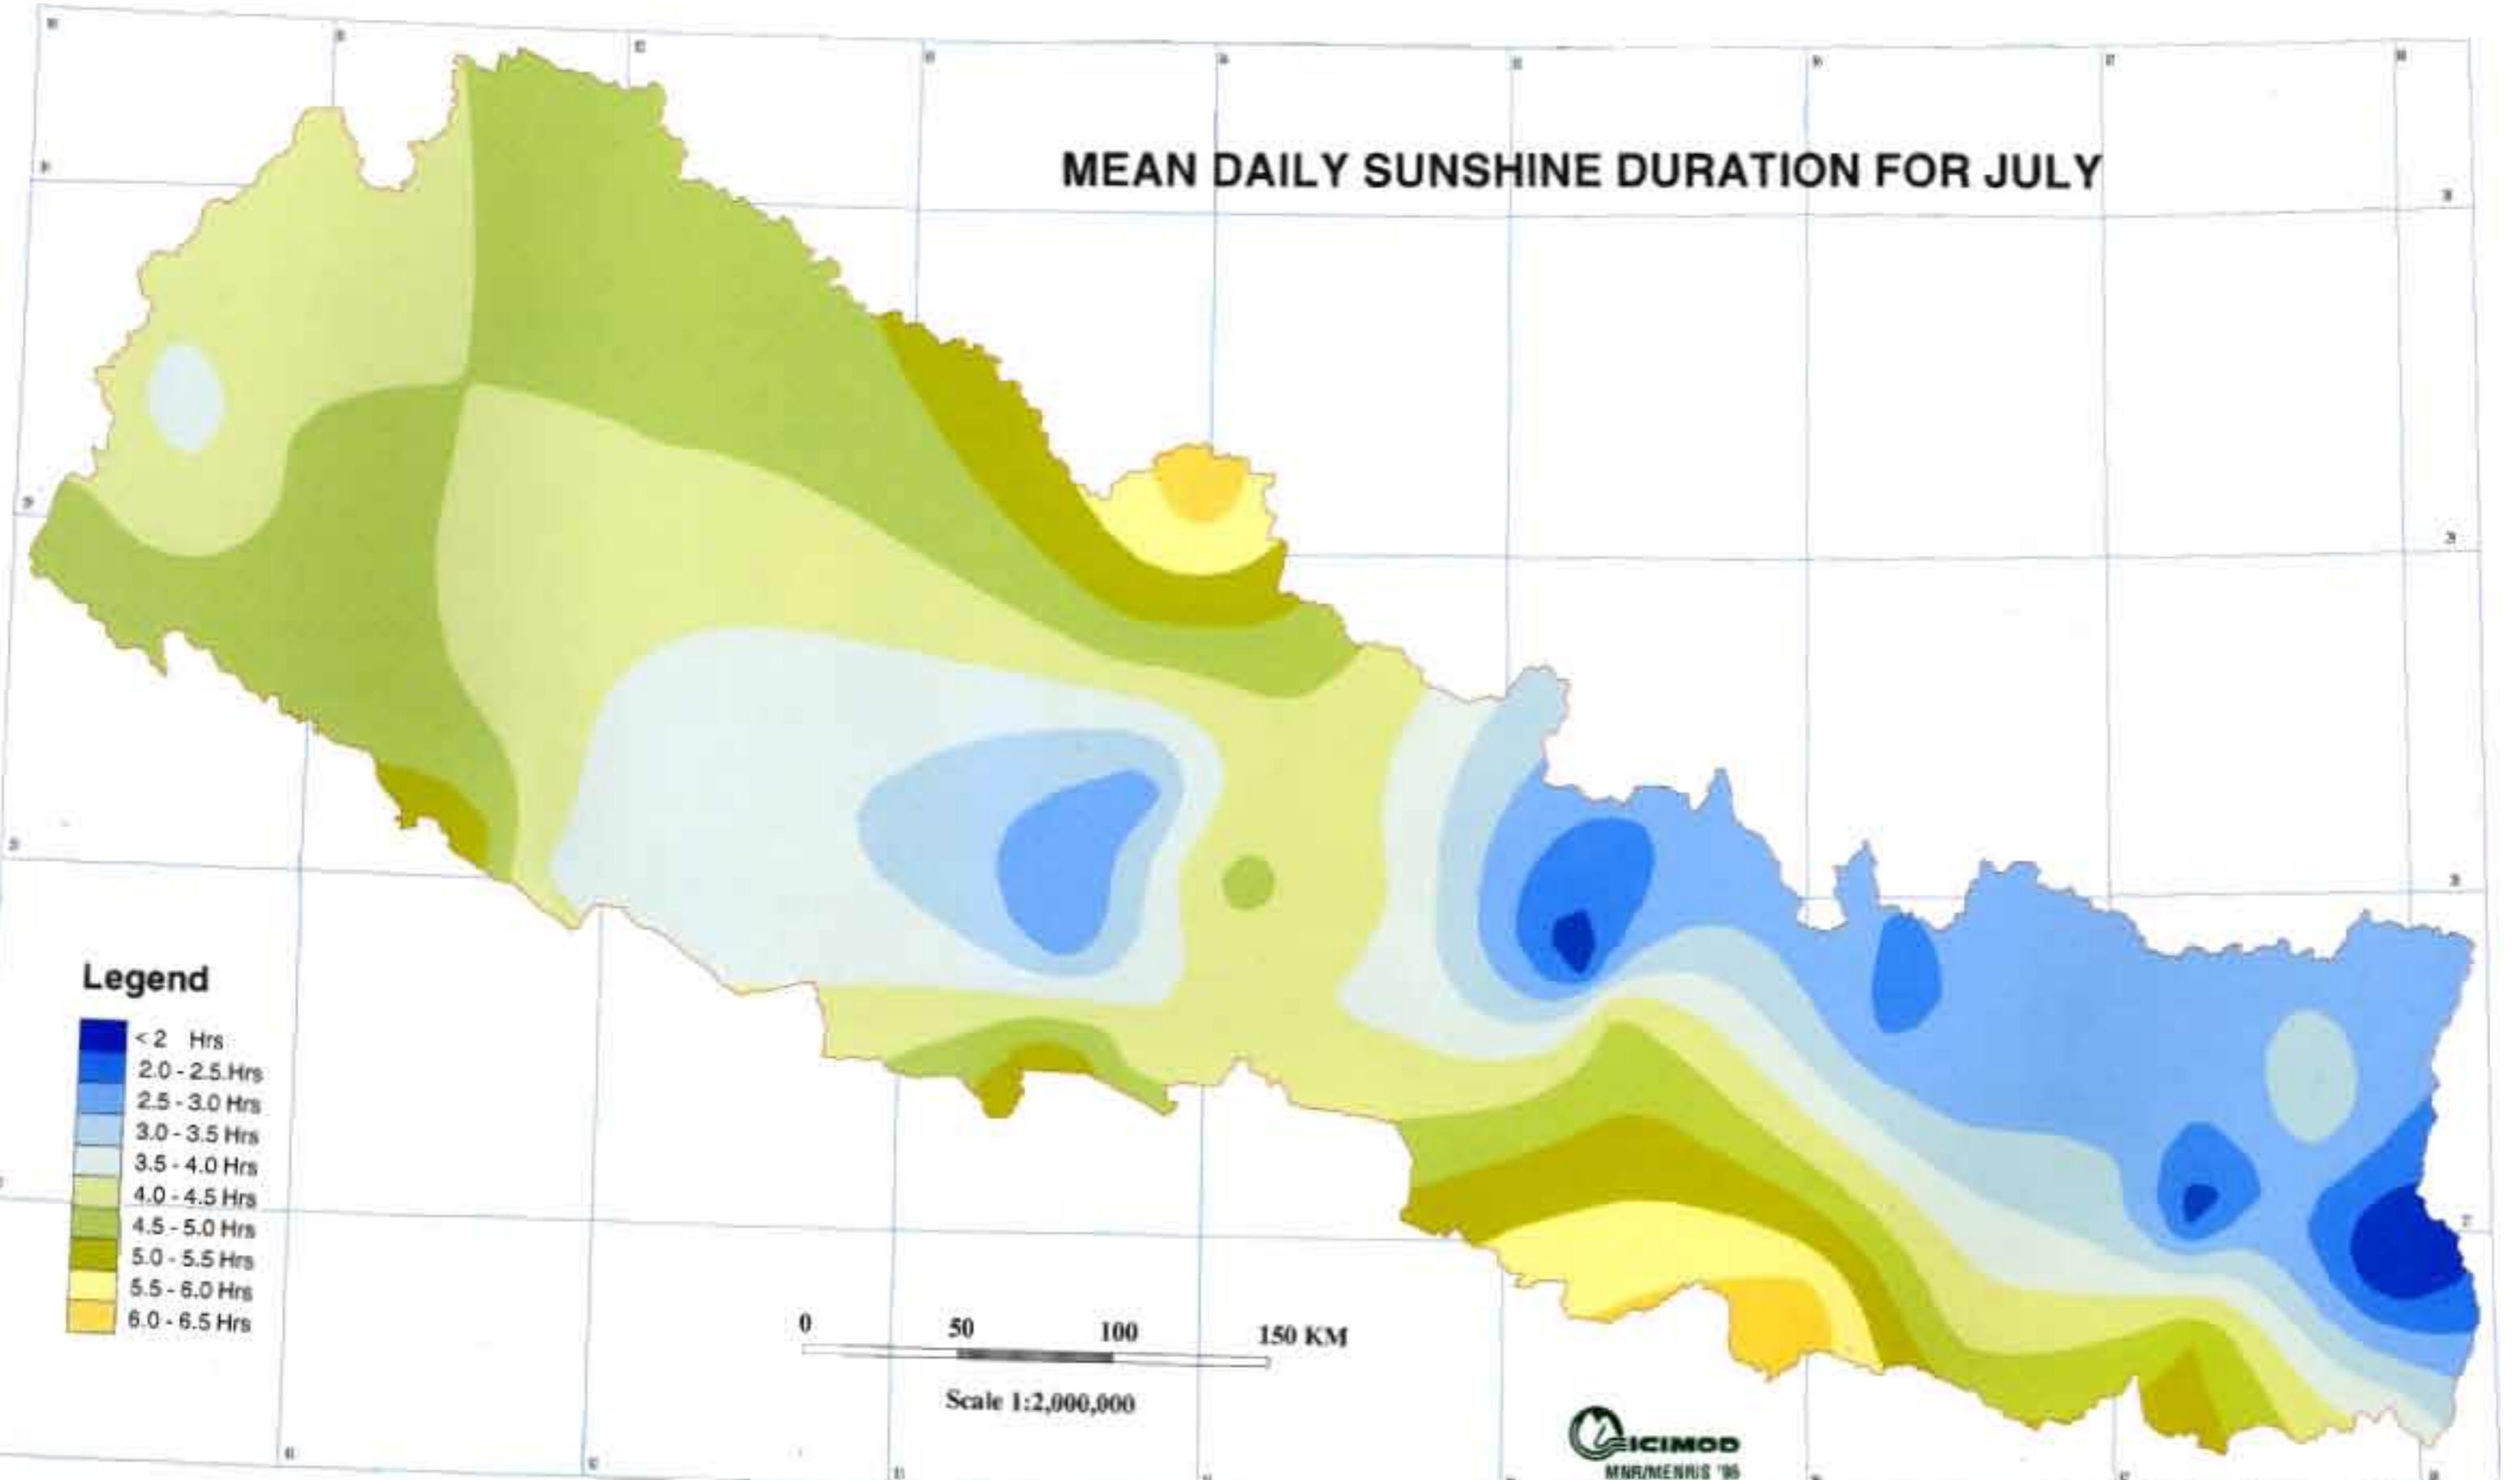 MEAN DAILY SUNSHINE DURATION FOR JULY
Legend
< 2 Hrs
2.0 - 2.5 Hrs
2.5 - 3.0 Hrs
3.0 - 3.5 Hrs
3.5 - 4.0 Hrs
4.0 - 4.5 Hrs
4.5 - 5.0 Hrs
5.0 - 5.5 Hrs
5.5 - 6.0 Hrs
6.0 - 6.5 Hrs
0 50 100 150 KM
Scale 1:2,000,000
ICIMOD
MNR/MENRIS '96